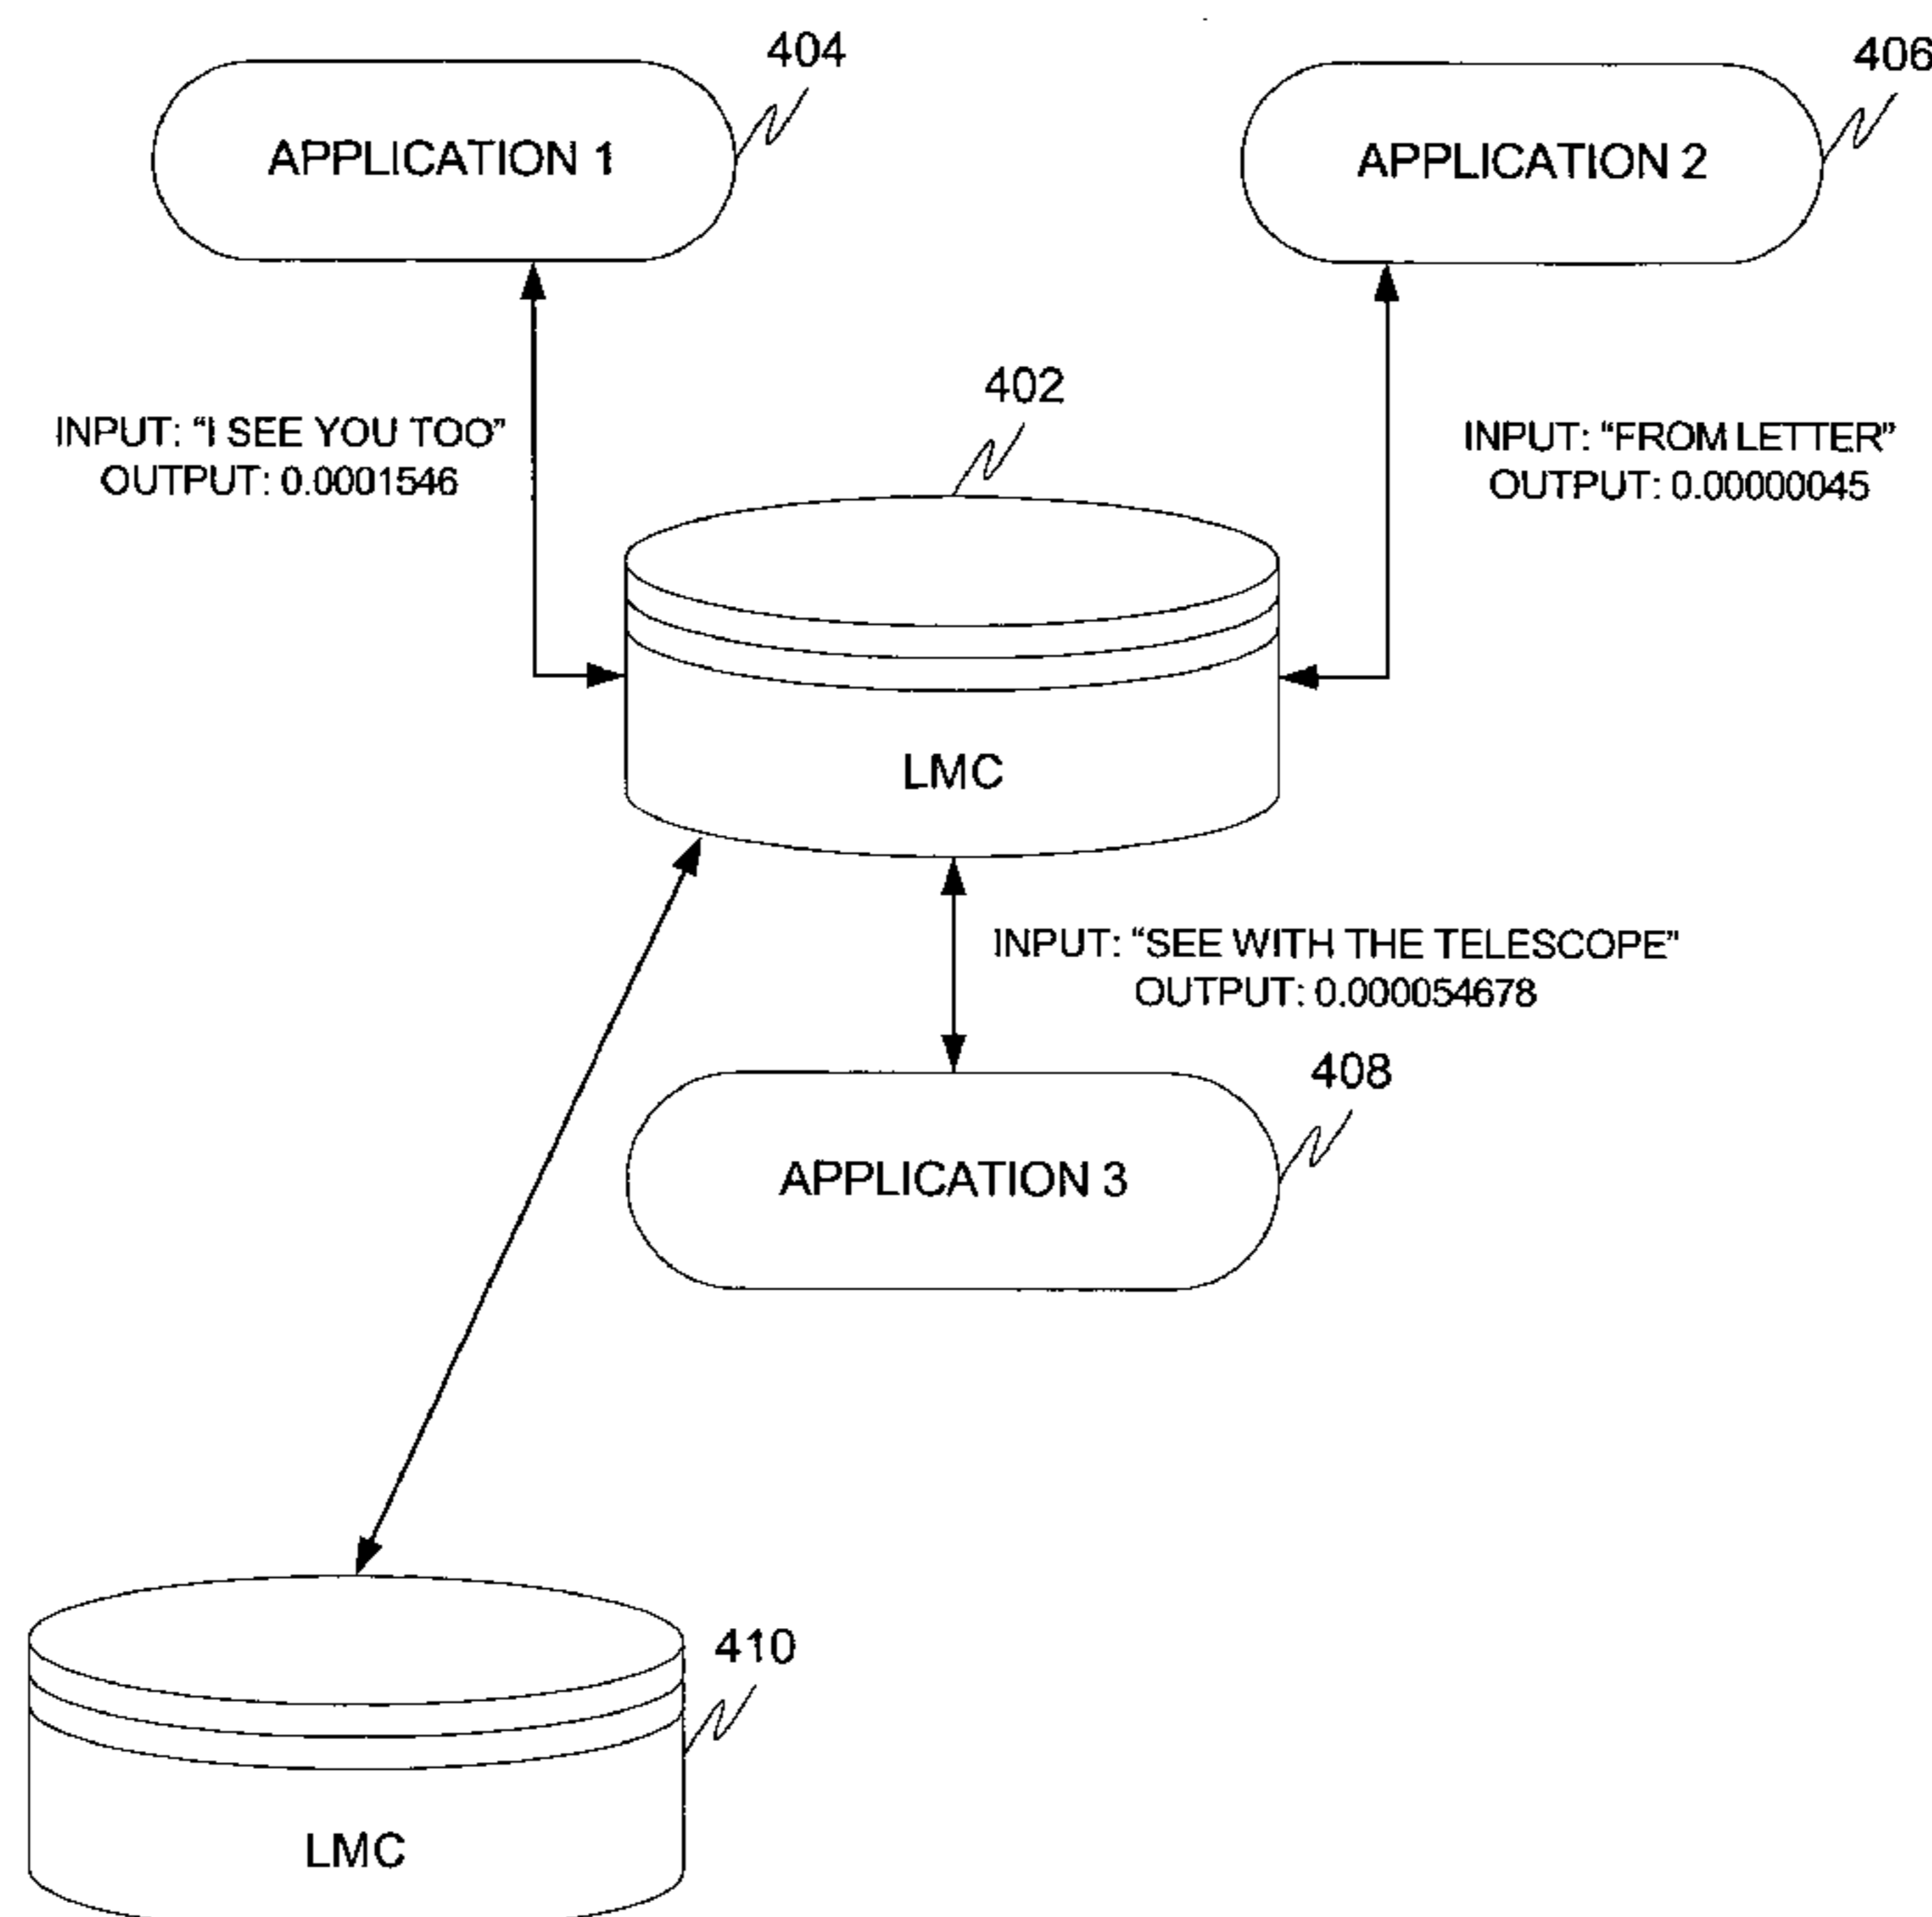 404
406
APPLICATION 1
APPLICATION 2
402
INPUT: “I SEE YOU TOO”
OUTPUT: 0.0001546
INPUT: “FROM LETTER”
OUTPUT: 0.00000045
LMC
INPUT: “SEE WITH THE TELESCOPE”
OUTPUT: 0.000054678
408
APPLICATION 3
410
LMC